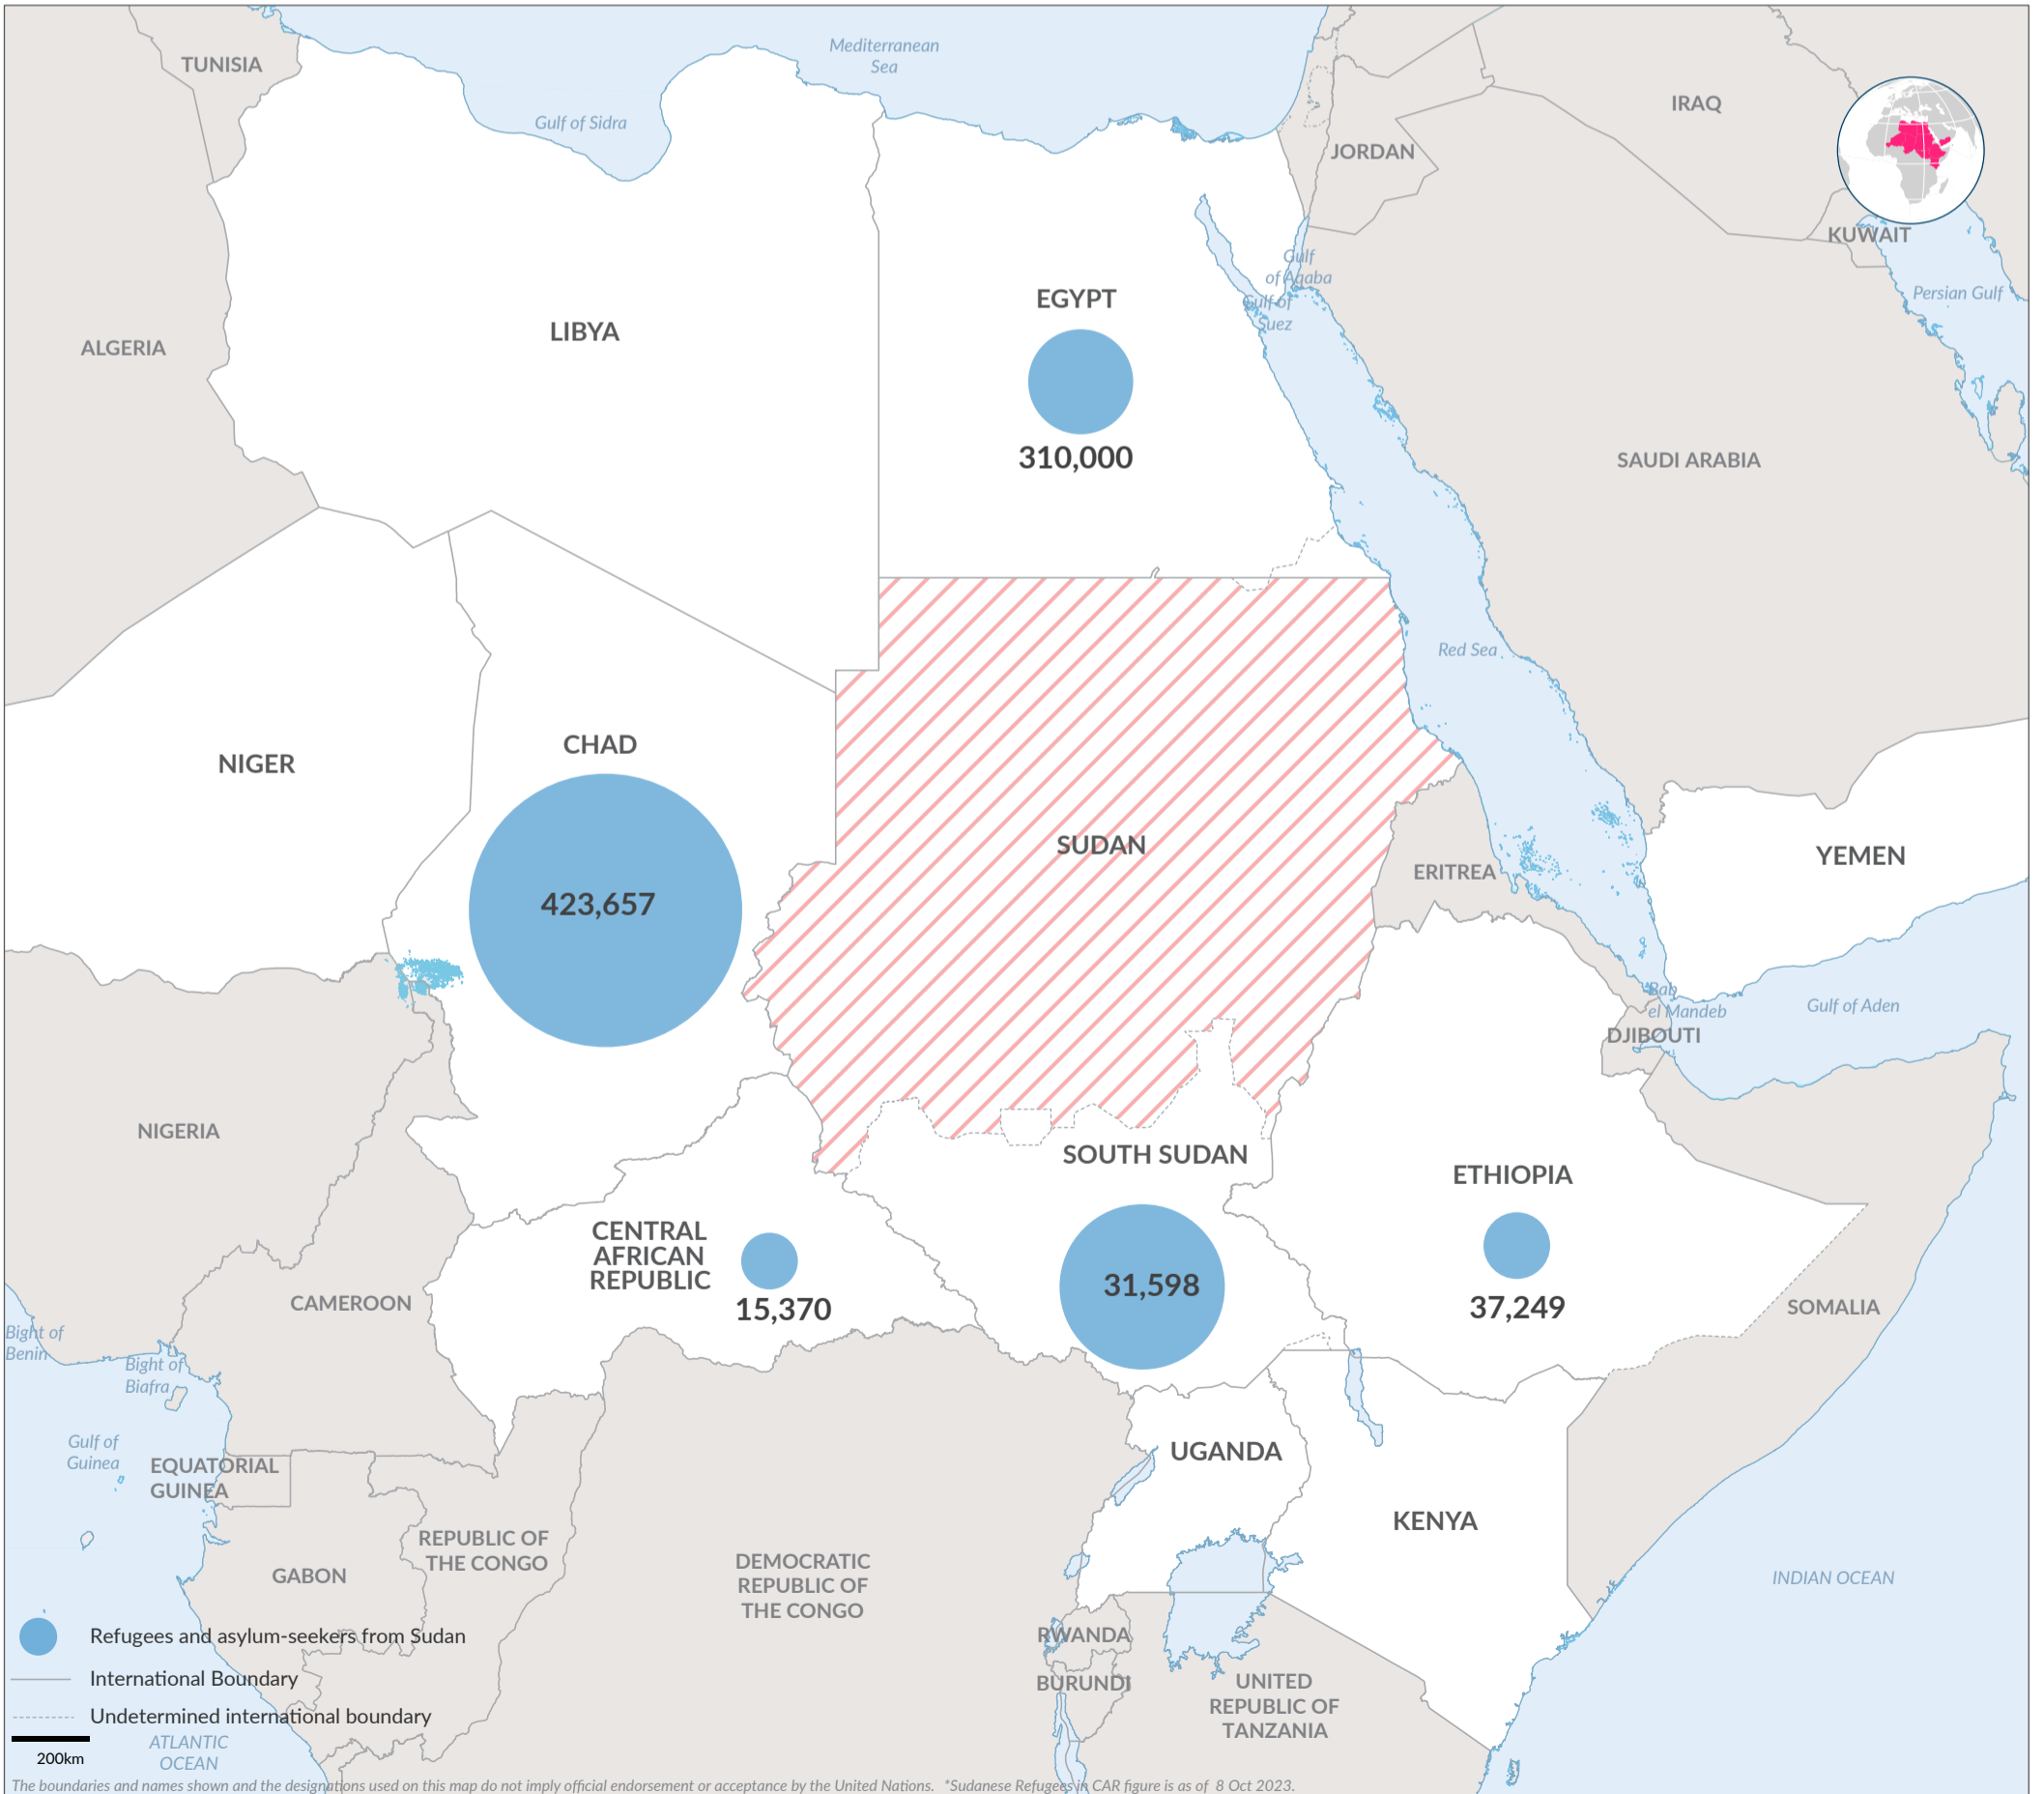 Mediterranean
Sea
TUNISIA
IRAQ
Gulf of Sidra
JORDAN
KUWAIT
Gulf
of Aqaba
Persian Gulf
EGYPT
Gulf of
Suez
LIBYA
ALGERIA
310,000
SAUDI ARABIA
Red Sea
CHAD
NIGER
SUDAN
YEMEN
ERITREA
423,657
Bab
el Mandeb
Gulf of Aden
DJIBOUTI
NIGERIA
SOUTH SUDAN
ETHIOPIA
CENTRAL
AFRICAN
REPUBLIC
31,598
CAMEROON
15,370
37,249
SOMALIA
Bight of
Benin
Bight of
Biafra
Gulf of
Guinea
UGANDA
EQUATORIAL
GUINEA
KENYA
REPUBLIC OF
THE CONGO
GABON
DEMOCRATIC
REPUBLIC OF
THE CONGO
INDIAN OCEAN
Refugees and asylum-seekers from Sudan
RWANDA
International Boundary
BURUNDI
UNITED
REPUBLIC OF
TANZANIA
Undetermined international boundary
ATLANTIC
OCEAN
200km
The boundaries and names shown and the designations used on this map do not imply official endorsement or acceptance by the United Nations. *Sudanese Refugees in CAR figure is as of 8 Oct 2023.